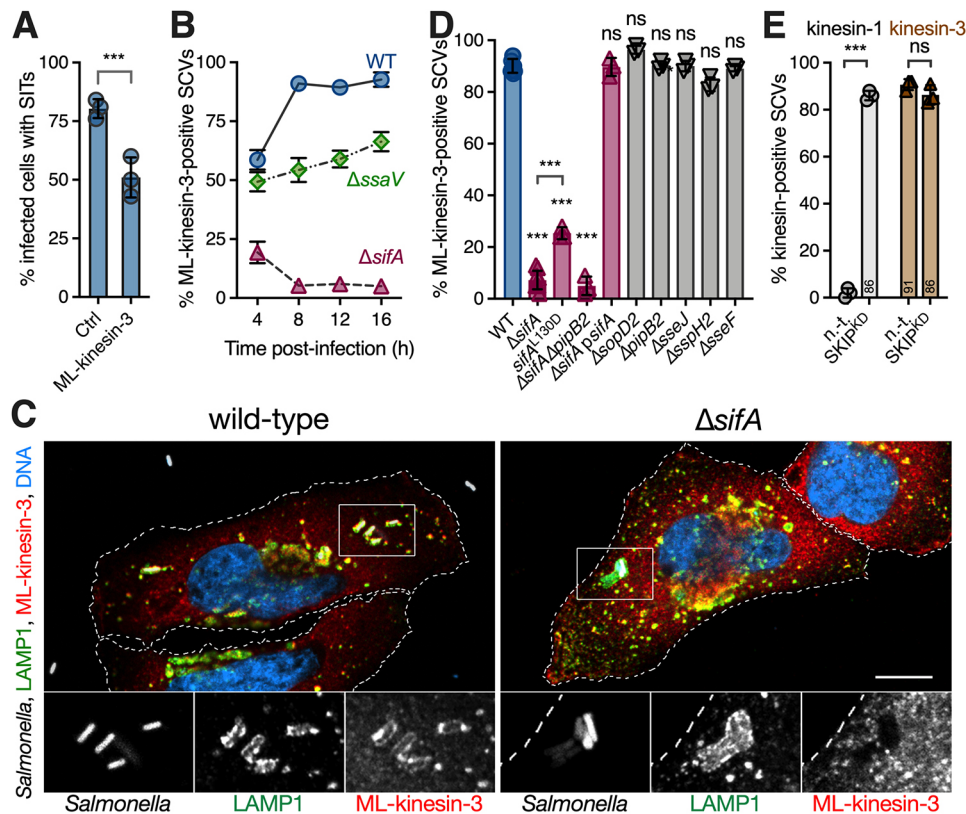 A
% infected cells with SITs
100
75
50
25
0
***
Ctrl
ML-kinesin-3
B
% ML-kinesin-3-positive SCVs
100
75
50
25
0
WT
ΔssaV
ΔsifA
4 8 12 16
Time post-infection (h)
D
% ML-kinesin-3-positive SCVs
100
80
60
40
20
0
*** *** *** ***
ns ns ns ns ns ns
WT
ΔsifA
sifAL130D
ΔsifAΔpipB2
ΔsifA psifA
ΔsopD2
ΔpipB2
ΔsseJ
ΔsspH2
ΔsseF
E
kinesin-1 kinesin-3
*** ns
% kinesin-positive SCVs
100
80
60
40
20
0
86 91 86
n.-t.
SKIPKD
n.-t.
SKIPKD
C
wild-type ΔsifA
Salmonella, LAMP1, ML-kinesin-3, DNA
Salmonella LAMP1 ML-kinesin-3 Salmonella LAMP1 ML-kinesin-3